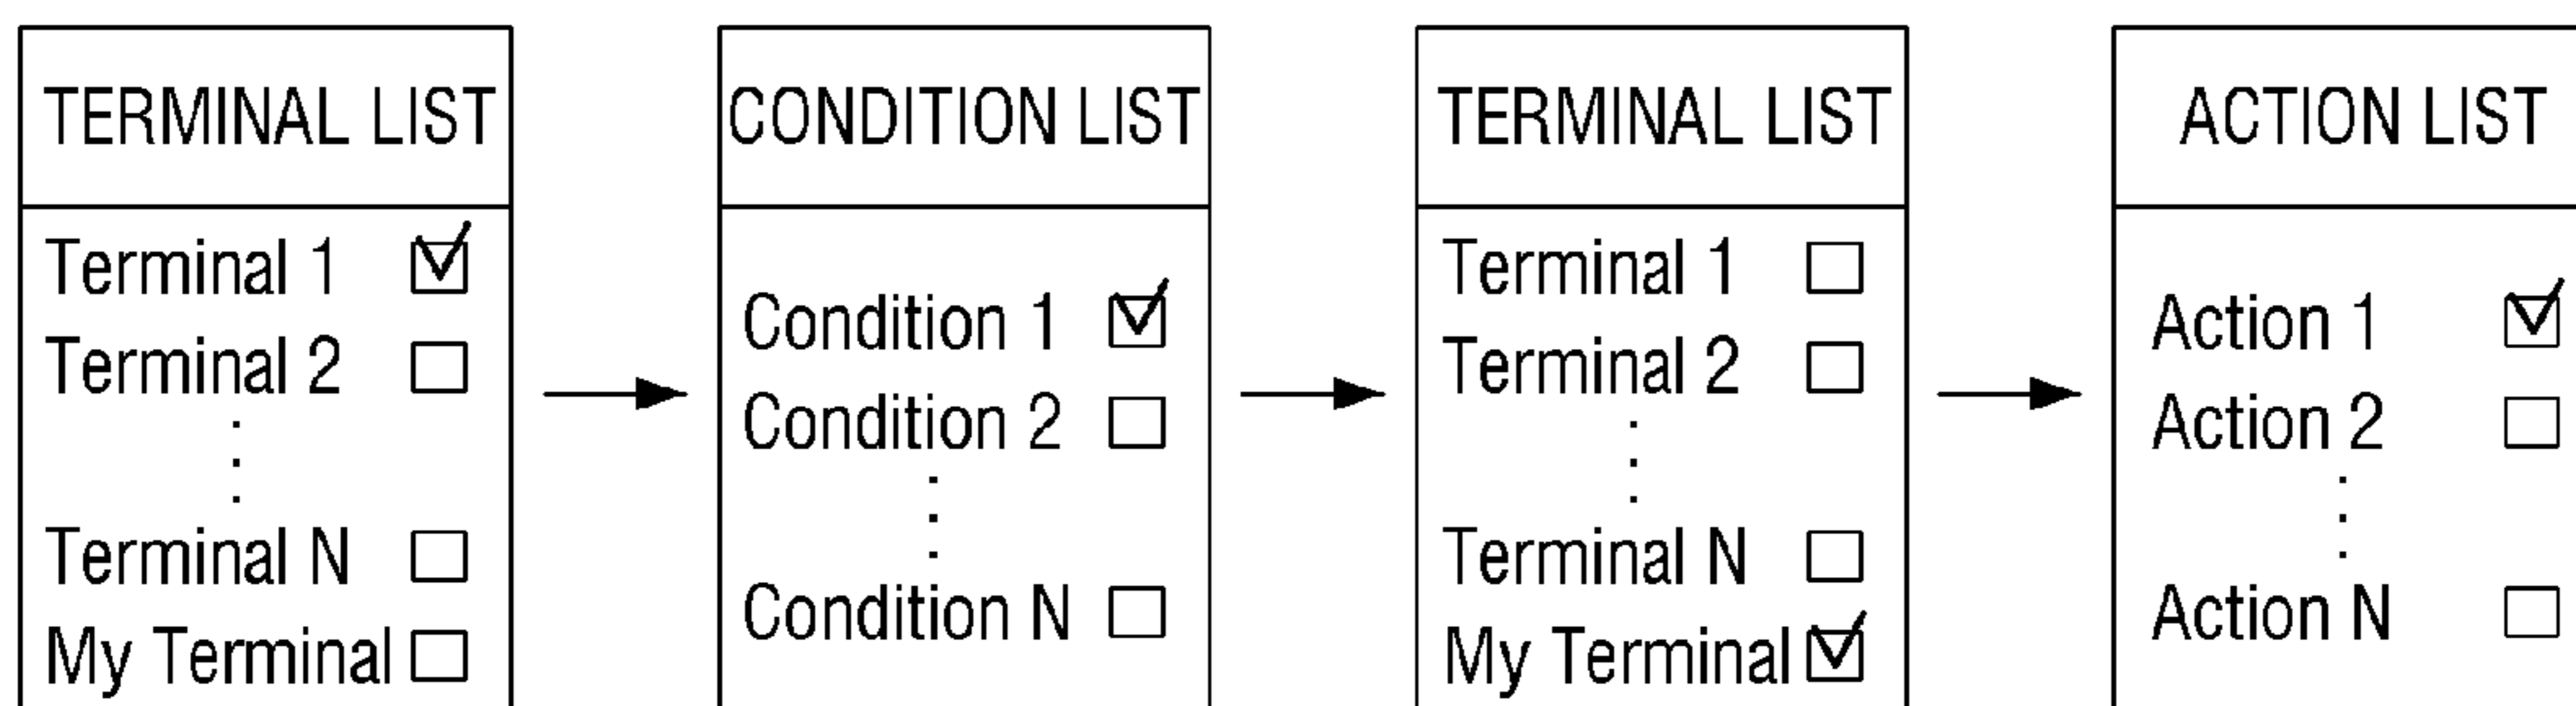 TERMINAL LIST
Terminal 1
Terminal 2
Terminal N
My Terminal
CONDITION LIST
Condition 1
Condition 2
Condition N
TERMINAL LIST
Terminal 1
Terminal 2
Terminal N
My Terminal
ACTION LIST
Action 1
Action 2
Action N